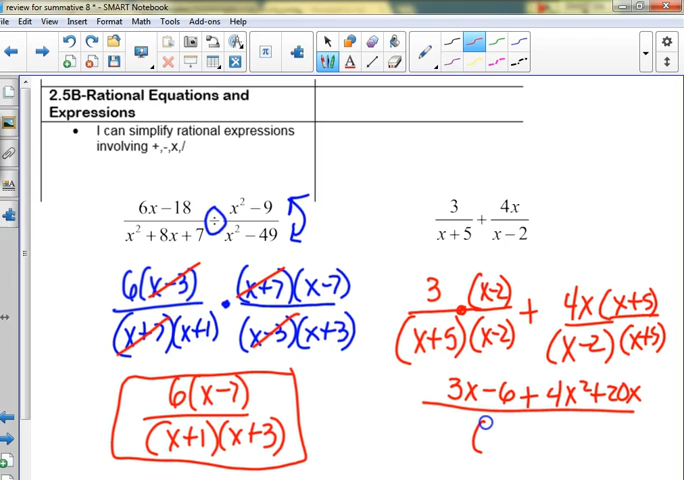 review for summative 8 * - SMART Notebook
Edit View Insert Format Tools Add-ons Help
2.5B-Rational Equations and
Expressions
• I can simplify rational expressions
involving +,-,x,/
6x − 18 x² − 9
÷
x² + 8x + 7 x² − 49
3 4x
+
x + 5 x − 2
6(x−3) (x+7)(x−7)
•
(x+7)(x+1) (x−3)(x+3)
6(x−7)
(x+1)(x+3)
3 (x−2) 4x(x+5)
• +
(x+5)(x−2) (x−2)(x+5)
3x−6+4x²+20x
(